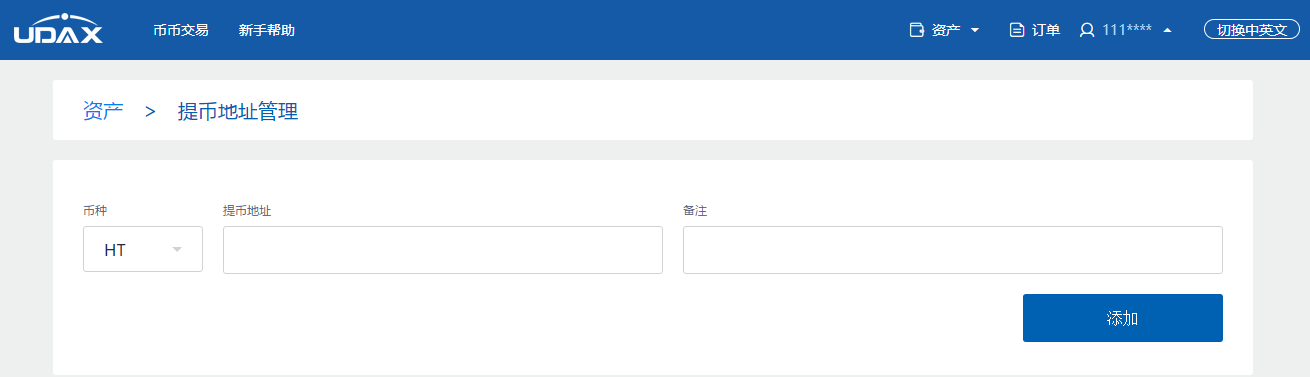 UDAX 币币交易 新手帮助 资产 订单 111**** 切换中英文
资产 > 提币地址管理
币种 提币地址 备注
HT
添加